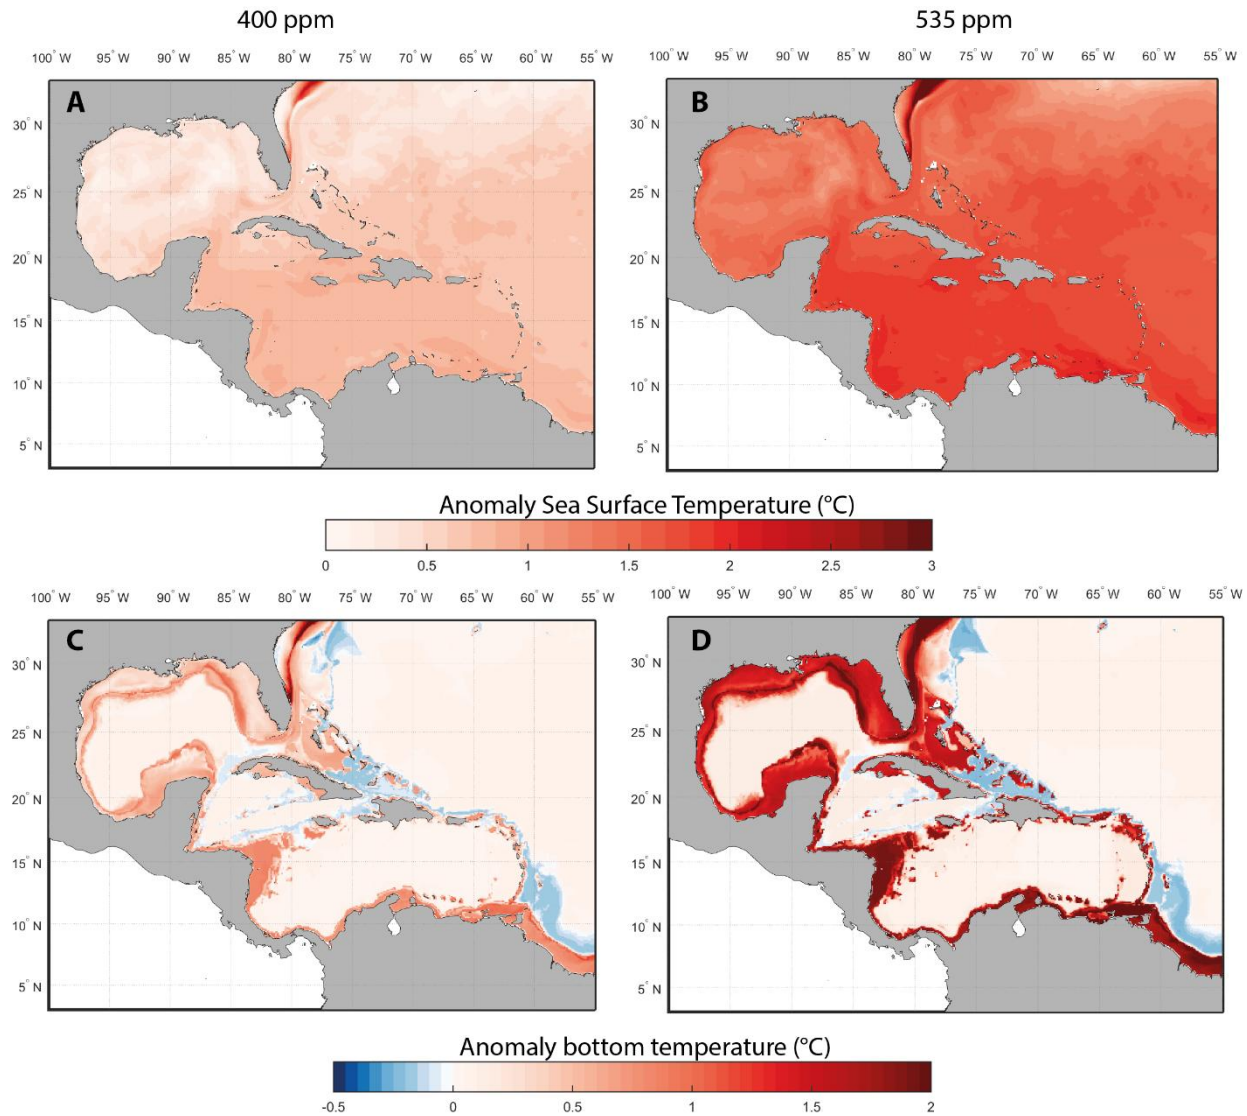 400 ppm 535 ppm
100° W 95° W 90° W 85° W 80° W 75° W 70° W 65° W 60° W 55° W 100° W 95° W 90° W 85° W 80° W 75° W 70° W 65° W 60° W 55° W
A B
30° N 30° N
25° N 25° N
20° N 20° N
15° N 15° N
10° N 10° N
5° N 5° N
Anomaly Sea Surface Temperature (°C)
0 0.5 1 1.5 2 2.5 3
100° W 95° W 90° W 85° W 80° W 75° W 70° W 65° W 60° W 55° W 100° W 95° W 90° W 85° W 80° W 75° W 70° W 65° W 60° W 55° W
C D
30° N 30° N
25° N 25° N
20° N 20° N
15° N 15° N
10° N 10° N
5° N 5° N
Anomaly bottom temperature (°C)
-0.5 0 0.5 1 1.5 2